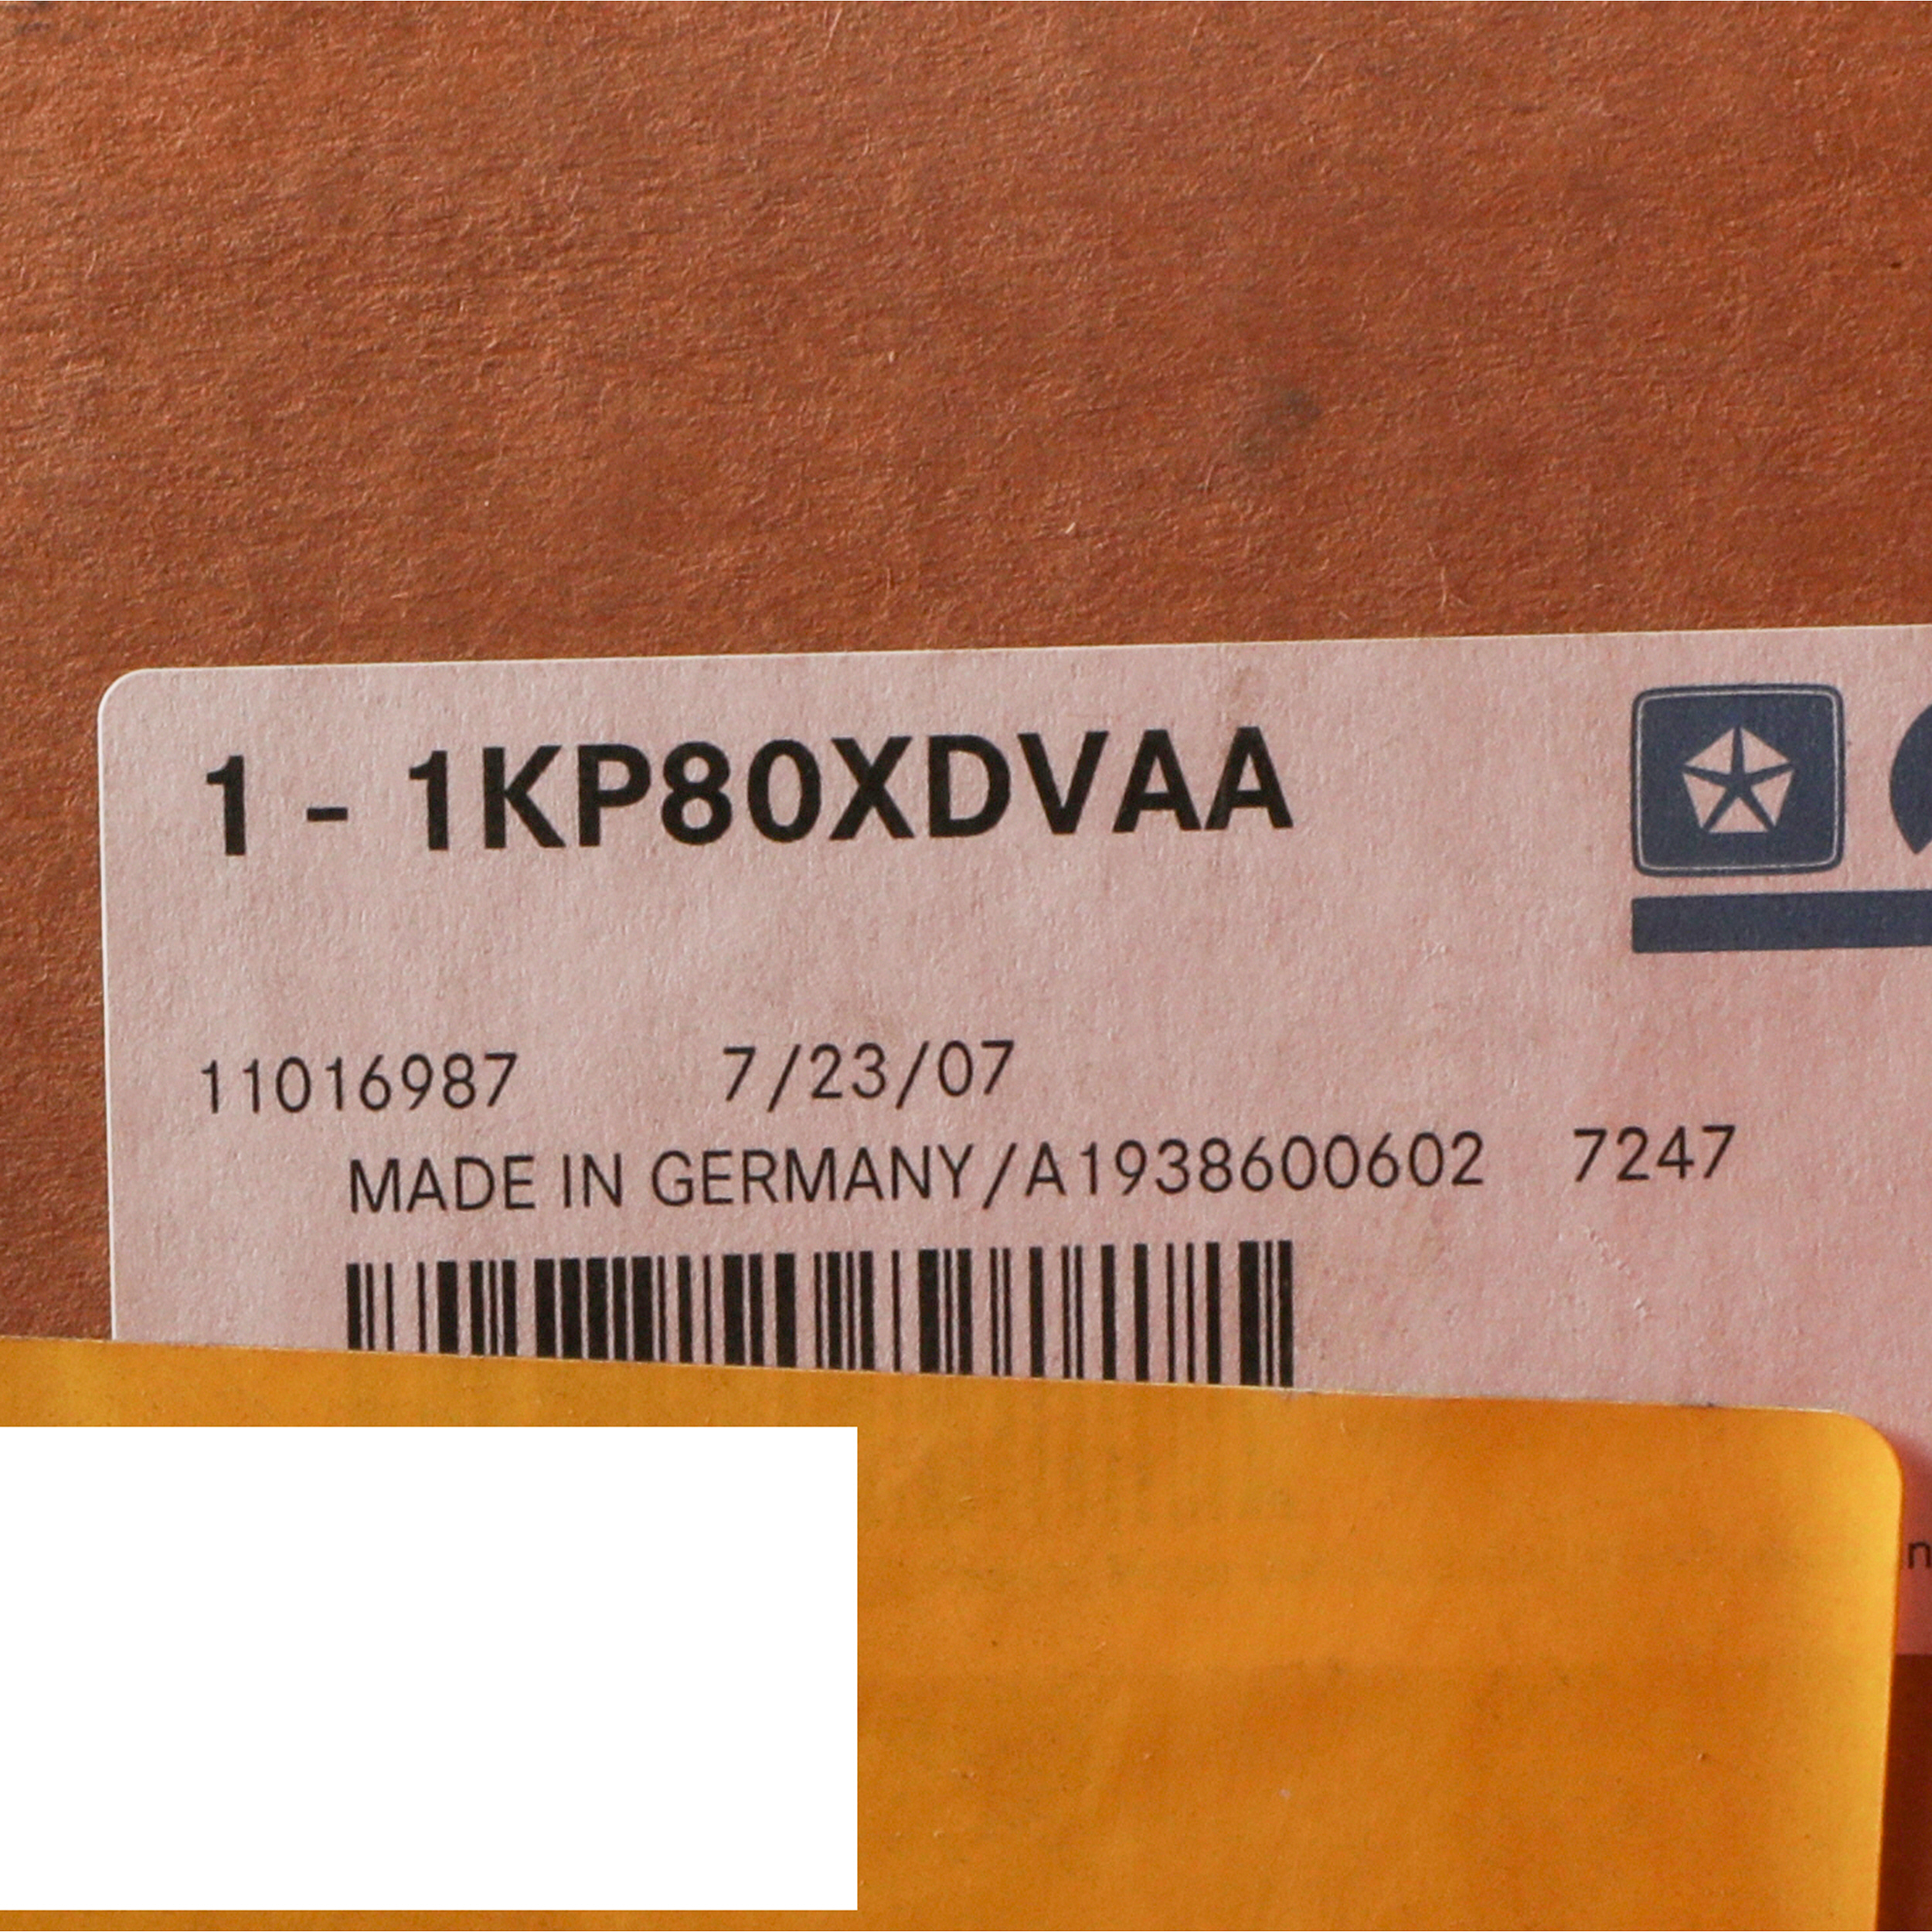 1 - 1KP80XDVAA
11016987 7/23/07
MADE IN GERMANY/A1938600602 7247